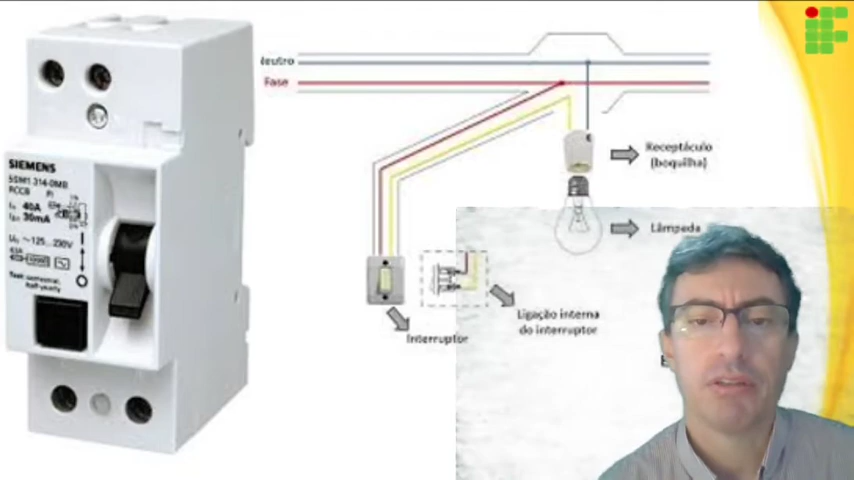 SIEMENS
5SM1 314-0MB
RCCB
40A
30mA
125...230V
Neutro
Fase
Receptáculo
(boquilha)
Lâmpada
Ligação interna
do interruptor
Interruptor